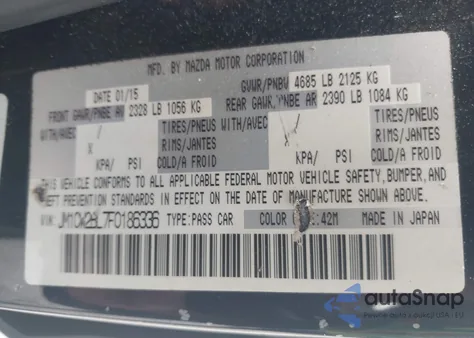 MFD. BY MAZDA MOTOR CORPORATION
DATE 01/15
GVWR/PNBV 4685 LB 2125 KG
FRONT GAWR/PNBE AV 2328 LB 1056 KG
REAR GAWR/PNBE AR 2390 LB 1084 KG
WITH/AVEC TIRES/PNEUS WITH/AVEC TIRES/PNEUS
RIMS/JANTES RIMS/JANTES
KPA/ PSI COLD/A FROID KPA/ PSI COLD/A FROID
THIS VEHICLE CONFORMS TO ALL APPLICABLE FEDERAL MOTOR VEHICLE SAFETY, BUMPER, AND
THEFT PREVENTION STANDARDS IN EFFECT ON THE DATE OF MANUFACTURE SHOWN ABOVE.
TYPE:PASS CAR COLOR 42M MADE IN JAPAN
autoSnap